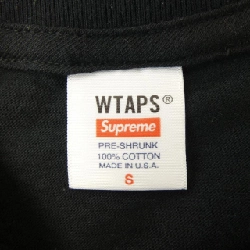 WTAPS®
Supreme
PRE-SHRUNK
100% COTTON
MADE IN U.S.A.
S